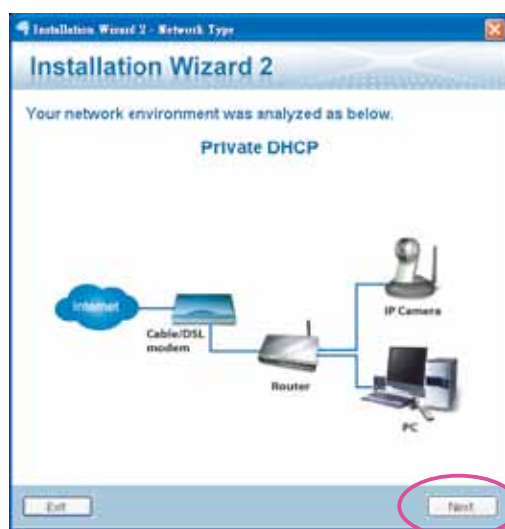 Installation Wizard 2 - Network Type
Installation Wizard 2
Your network environment was analyzed as below.
Private DHCP
Internet
Cable/DSL
modem
IP Camera
Router
PC
Exit
Next